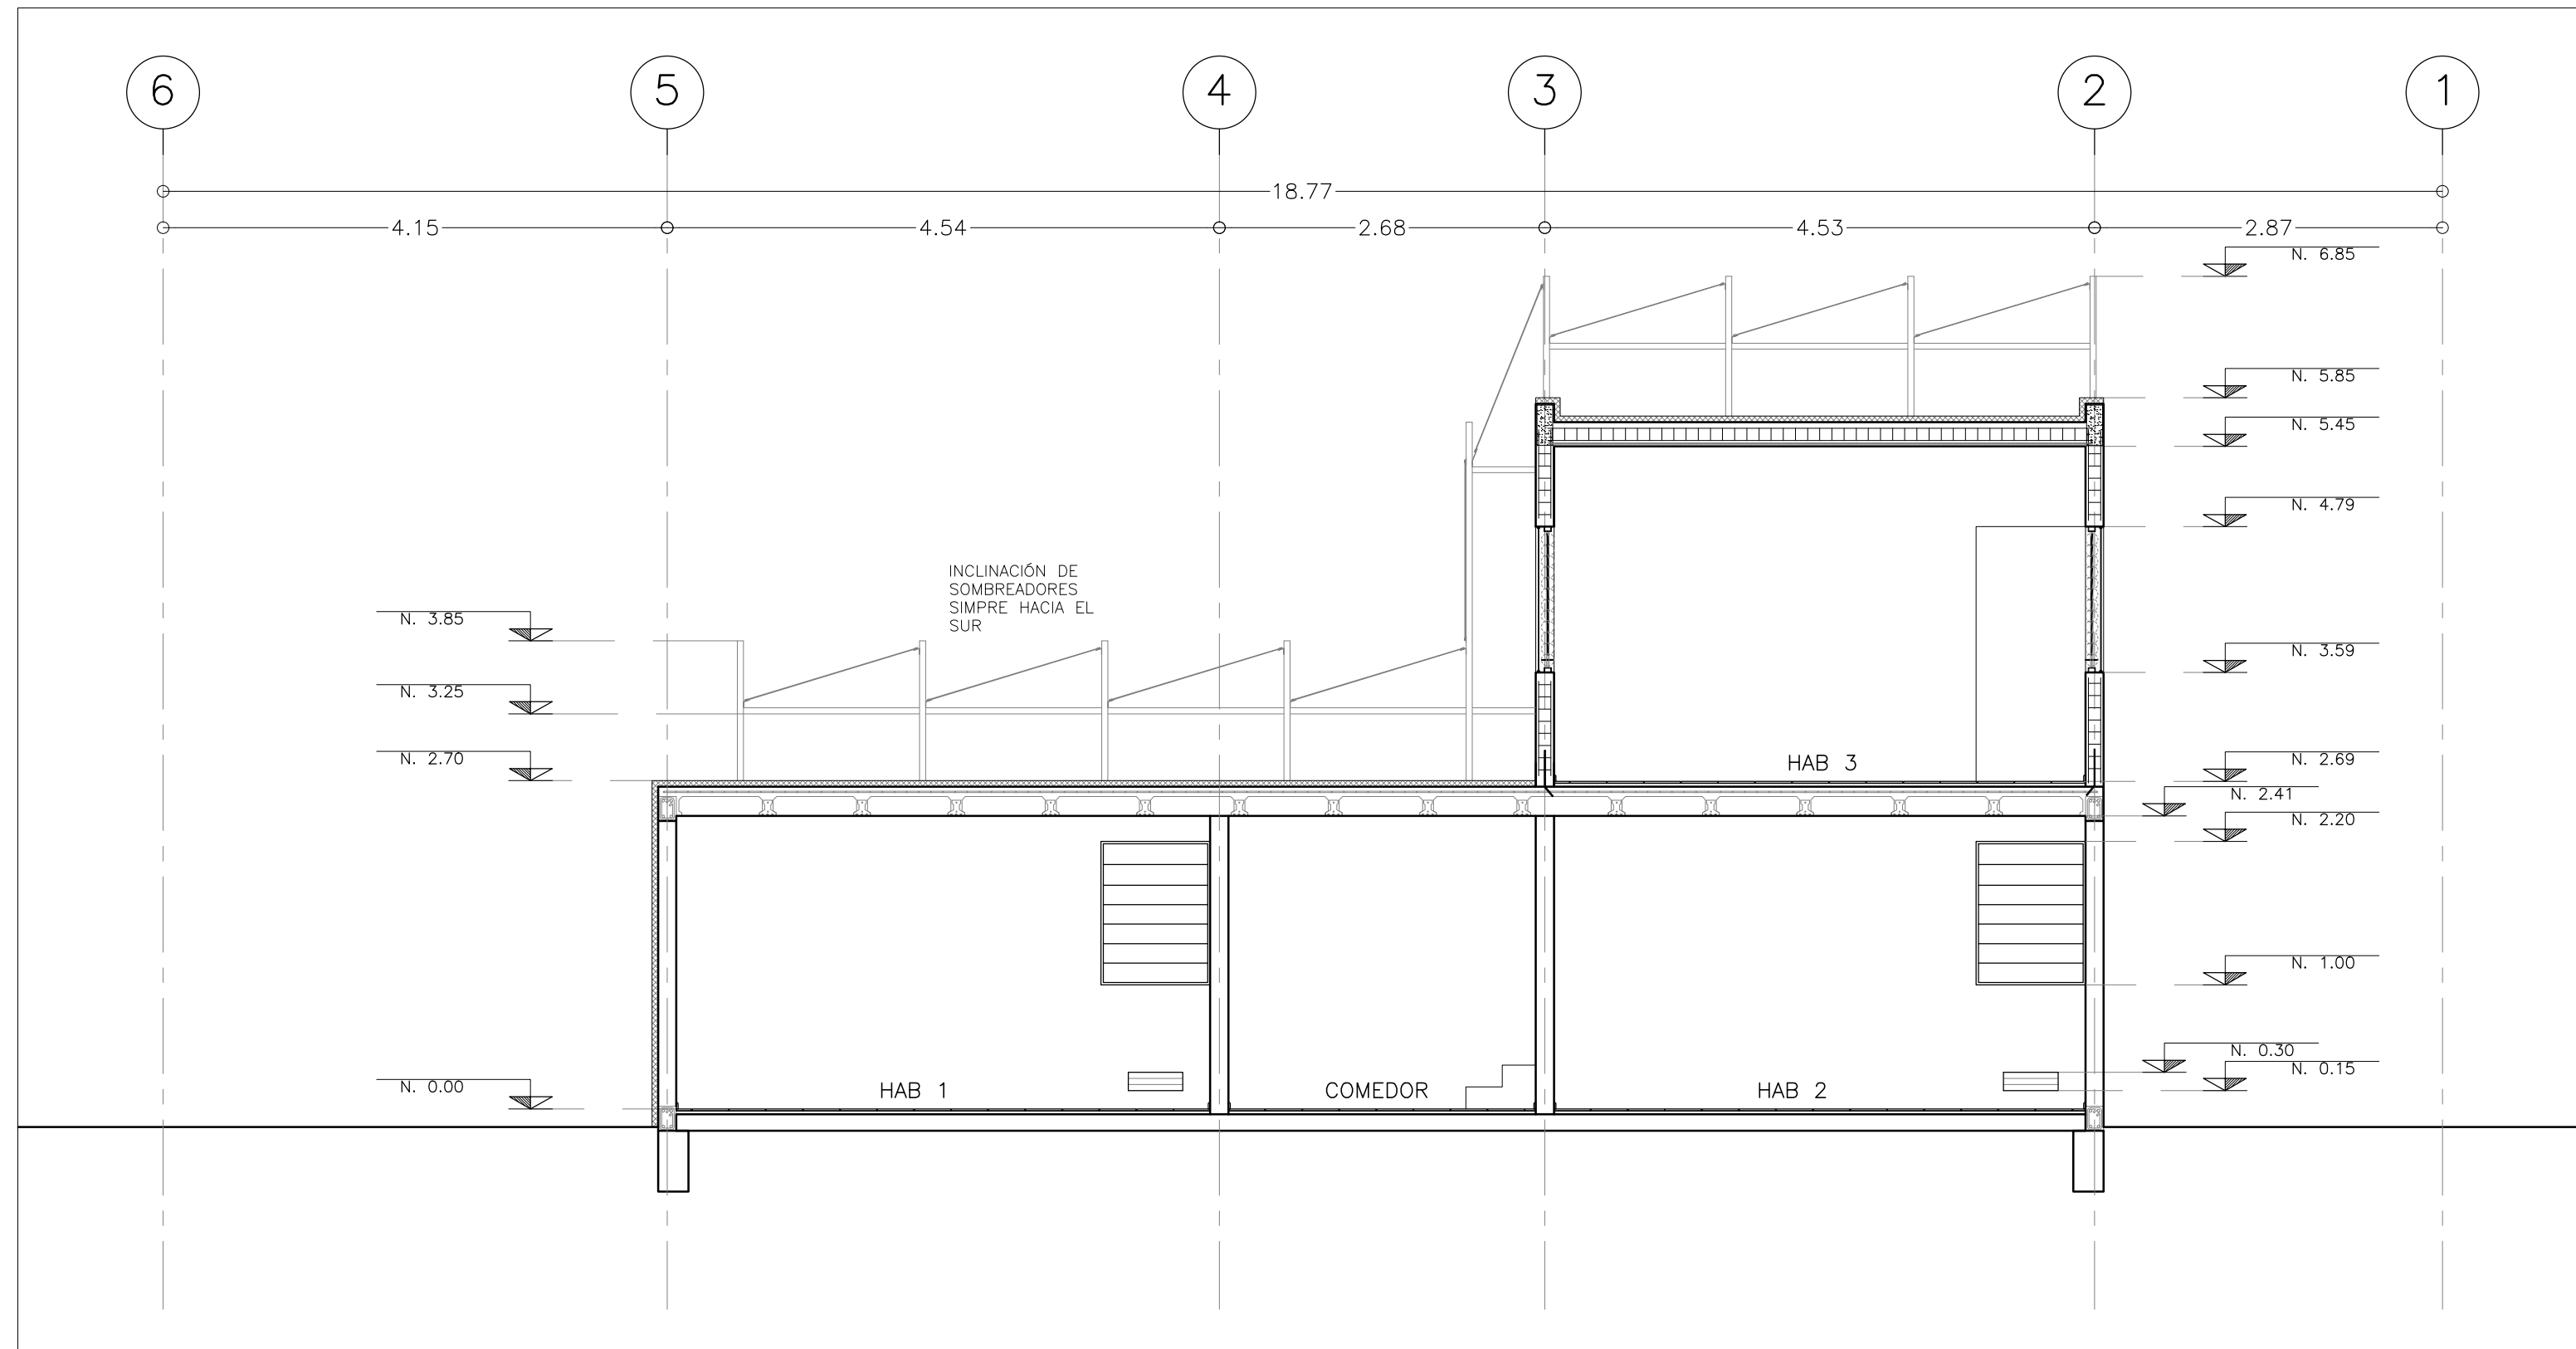 6 5 4 3 2 1
18.77
4.15 4.54 2.68 4.53 2.87
N. 6.85
N. 5.85
N. 5.45
N. 4.79
INCLINACIÓN DE
SOMBREADORES
SIMPRE HACIA EL
SUR
N. 3.85
N. 3.59
N. 3.25
N. 2.70
HAB 3
N. 2.69
N. 2.41
N. 2.20
N. 1.00
N. 0.30
N. 0.15
N. 0.00
HAB 1 COMEDOR HAB 2